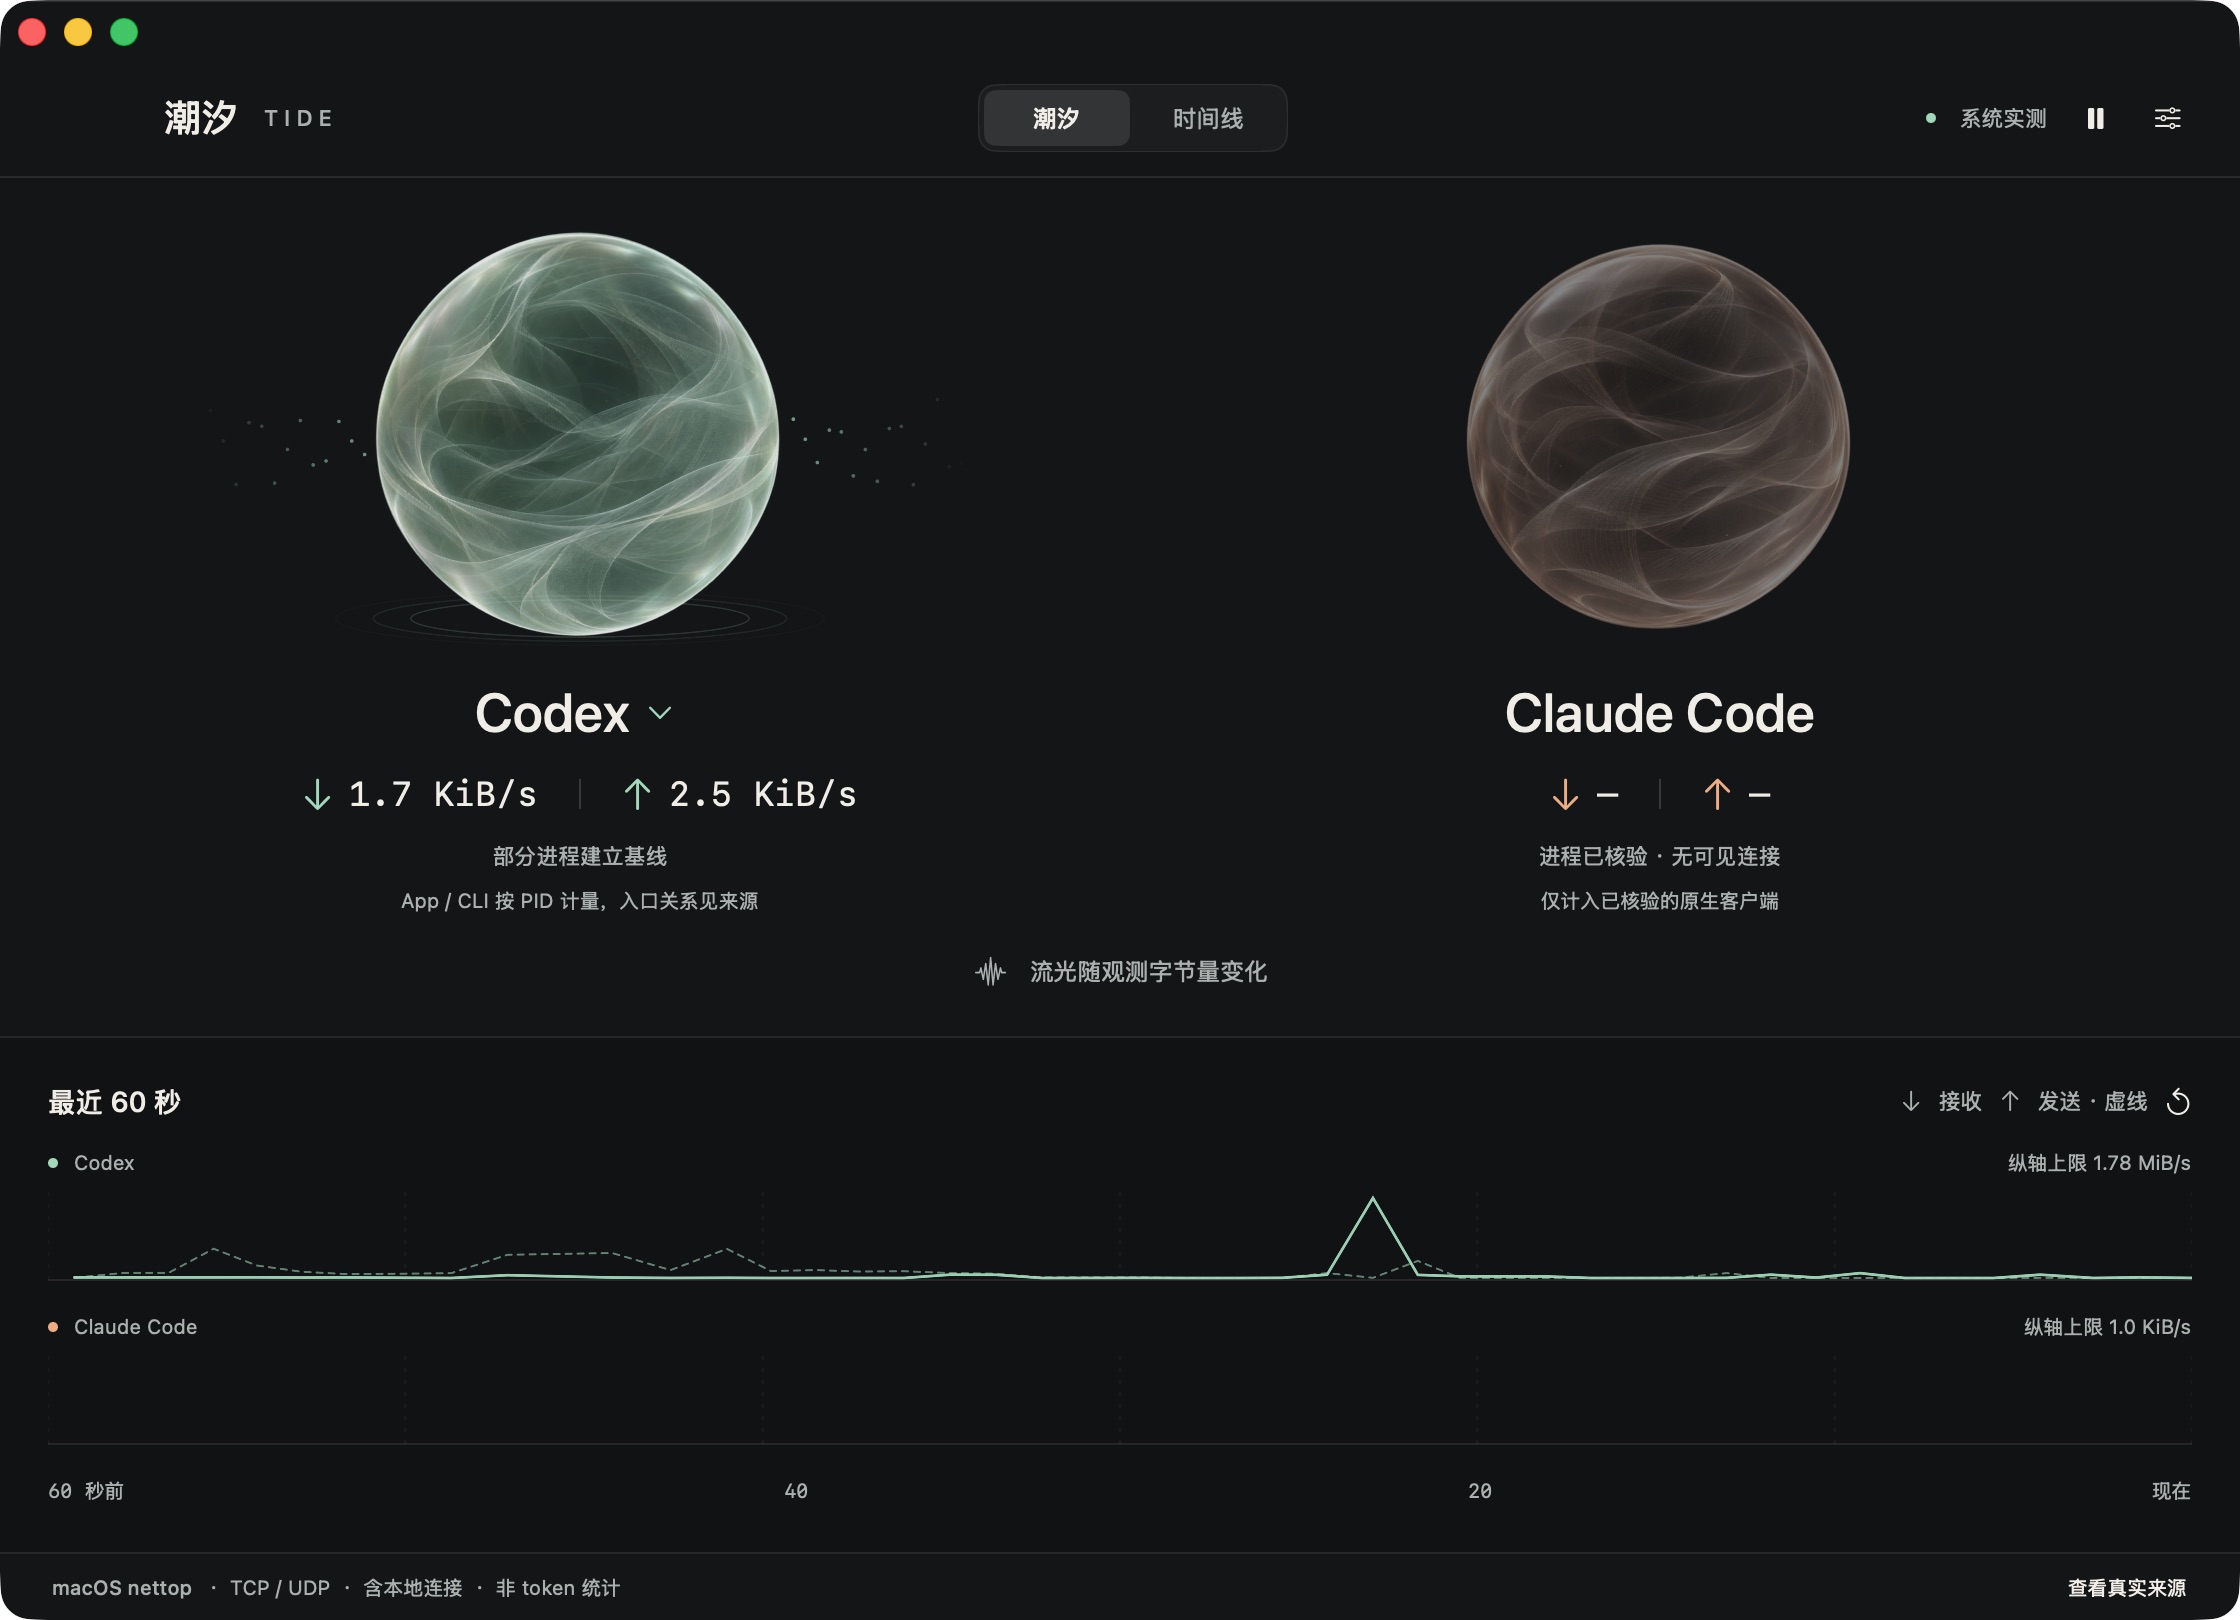 潮汐 TIDE
潮汐 时间线
系统实测
Codex
↓ 1.7 KiB/s ↑ 2.5 KiB/s
部分进程建立基线
App / CLI 按 PID 计量，入口关系见来源
Claude Code
↓ – ↑ –
进程已核验 · 无可见连接
仅计入已核验的原生客户端
流光随观测字节量变化
最近 60 秒
↓ 接收 ↑ 发送 · 虚线
Codex
纵轴上限 1.78 MiB/s
Claude Code
纵轴上限 1.0 KiB/s
60 秒前 40 20 现在
macOS nettop · TCP / UDP · 含本地连接 · 非 token 统计
查看真实来源